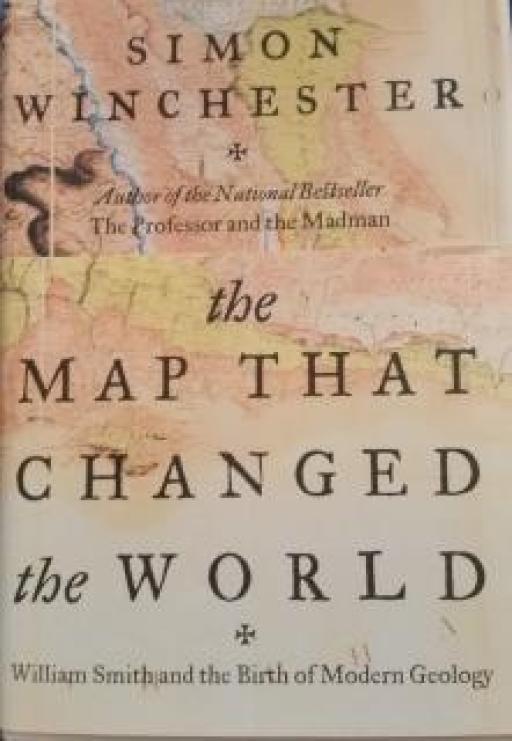 SIMON
WINCHESTER
Author of the National Bestseller
The Professor and the Madman
the
MAP THAT
CHANGED
the WORLD
William Smith and the Birth of Modern Geology